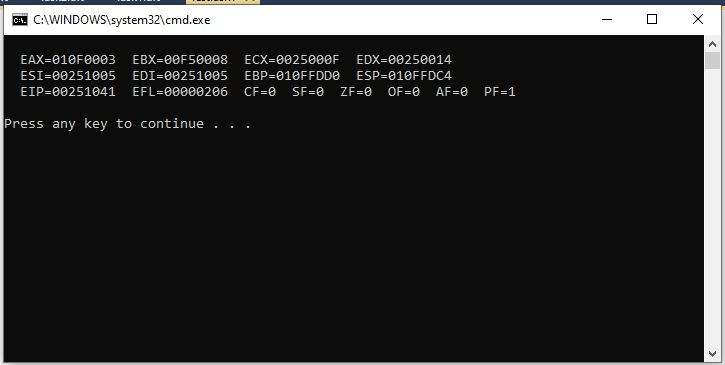 C:\WINDOWS\system32\cmd.exe
EAX=010F0003  EBX=00F50008  ECX=0025000F  EDX=00250014
ESI=00251005  EDI=00251005  EBP=010FFDD0  ESP=010FFDC4
EIP=00251041  EFL=00000206  CF=0  SF=0  ZF=0  OF=0  AF=0  PF=1
Press any key to continue . . .